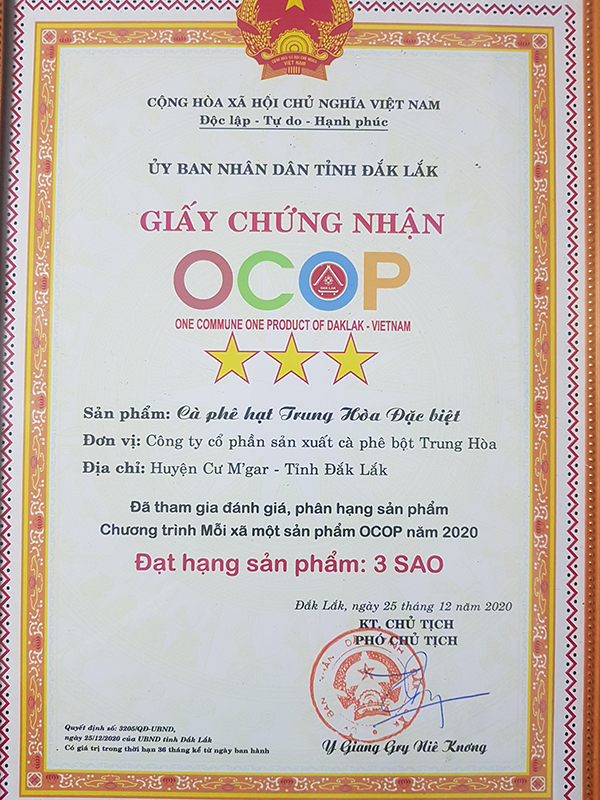 CỘNG HÒA XÃ HỘI CHỦ NGHĨA VIỆT NAM
Độc lập - Tự do - Hạnh phúc
ỦY BAN NHÂN DÂN TỈNH ĐẮK LẮK
GIẤY CHỨNG NHẬN
OCOP
ĐẮK LẮK
ONE COMMUNE ONE PRODUCT OF DAKLAK - VIETNAM
Sản phẩm: Cà phê hạt Trung Hòa Đặc biệt
Đơn vị: Công ty cổ phần sản xuất cà phê bột Trung Hòa
Địa chỉ: Huyện Cư M'gar - Tỉnh Đắk Lắk
Đã tham gia đánh giá, phân hạng sản phẩm
Chương trình Mỗi xã một sản phẩm OCOP năm 2020
Đạt hạng sản phẩm: 3 SAO
Đắk Lắk, ngày 25 tháng 12 năm 2020
KT. CHỦ TỊCH
PHÓ CHỦ TỊCH
Y Giang Gry Niê Knơng
Quyết định số: 3205/QĐ-UBND,
ngày 25/12/2020 của UBND tỉnh Đắk Lắk
Có giá trị trong thời hạn 36 tháng kể từ ngày ban hành